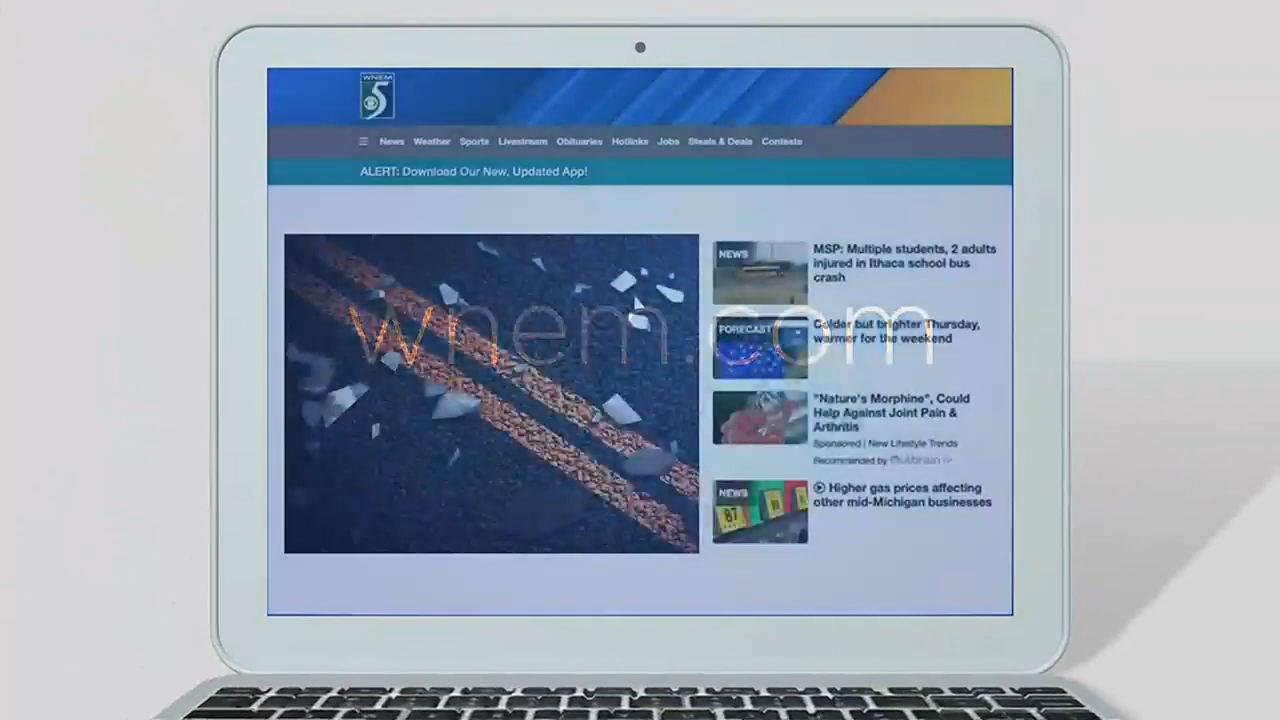 WNEM
5
☰ News Weather Sports Livestream Obituaries Hotlinks Jobs Steals & Deals Contests
ALERT: Download Our New, Updated App!
NEWS
MSP: Multiple students, 2 adults
injured in Ithaca school bus
crash
wnem.com
FORECAST
Colder but brighter Thursday,
warmer for the weekend
"Nature's Morphine", Could
Help Against Joint Pain &
Arthritis
Sponsored | New Lifestyle Trends
Recommended by Outbrain
NEWS
87
Higher gas prices affecting
other mid-Michigan businesses